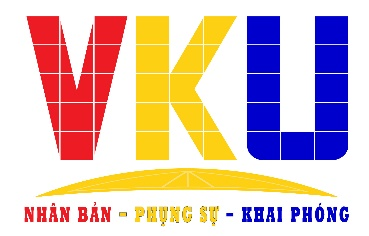 VKU
NHÂN BẢN – PHỤNG SỰ – KHAI PHÓNG